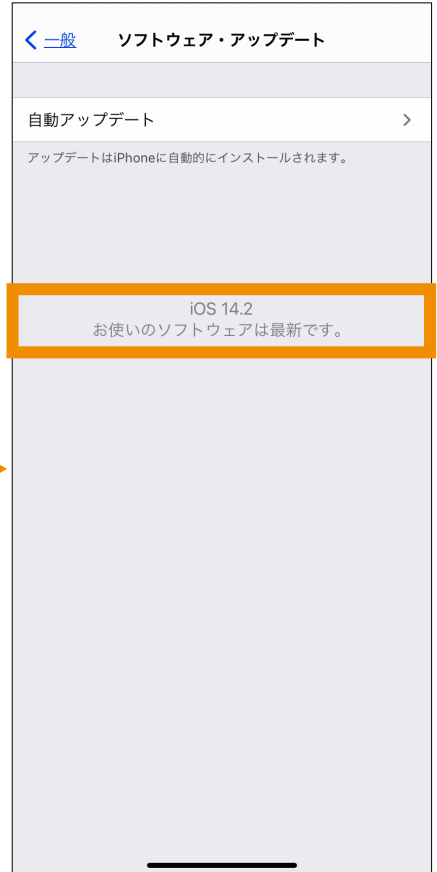 一般 ソフトウェア・アップデート
自動アップデート
アップデートはiPhoneに自動的にインストールされます。
iOS 14.2
お使いのソフトウェアは最新です。